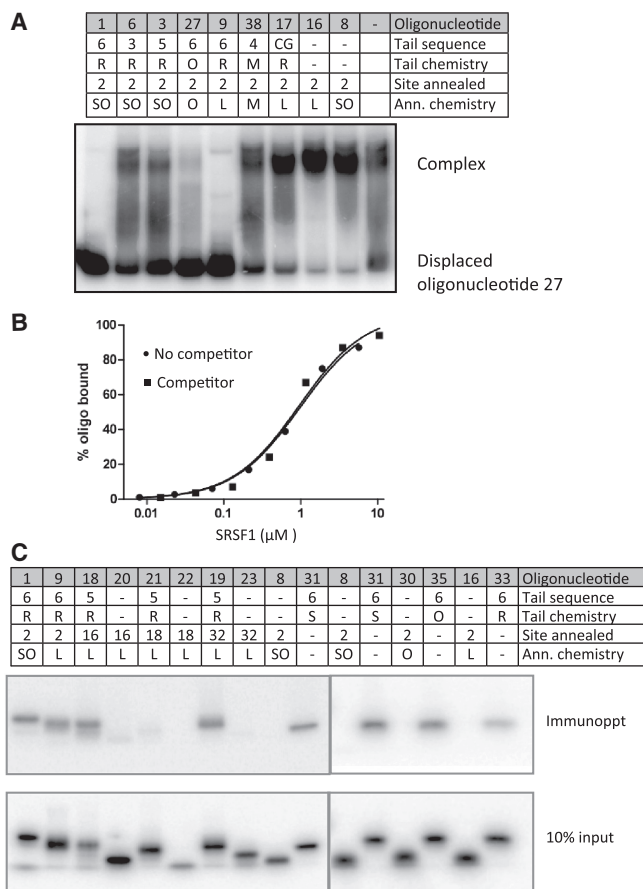 A
1 6 3 27 9 38 17 16 8 - Oligonucleotide
6 3 5 6 6 4 CG - - Tail sequence
R R R O R M R - - Tail chemistry
2 2 2 2 2 2 2 2 2 Site annealed
SO SO SO O L M L L SO Ann. chemistry
Complex
Displaced
oligonucleotide 27
B
100
80
60
40
20
0
% oligo bound
No competitor
Competitor
0.01 0.1 1 10
SRSF1 (μM )
C
1 9 18 20 21 22 19 23 8 31 8 31 30 35 16 33 Oligonucleotide
6 6 5 - 5 - 5 - - 6 - 6 - 6 - 6 Tail sequence
R R R - R - R - - S - S - O - R Tail chemistry
2 2 16 16 18 18 32 32 2 - 2 - 2 - 2 - Site annealed
SO L L L L L L L SO - SO - O - L - Ann. chemistry
Immunoppt
10% input